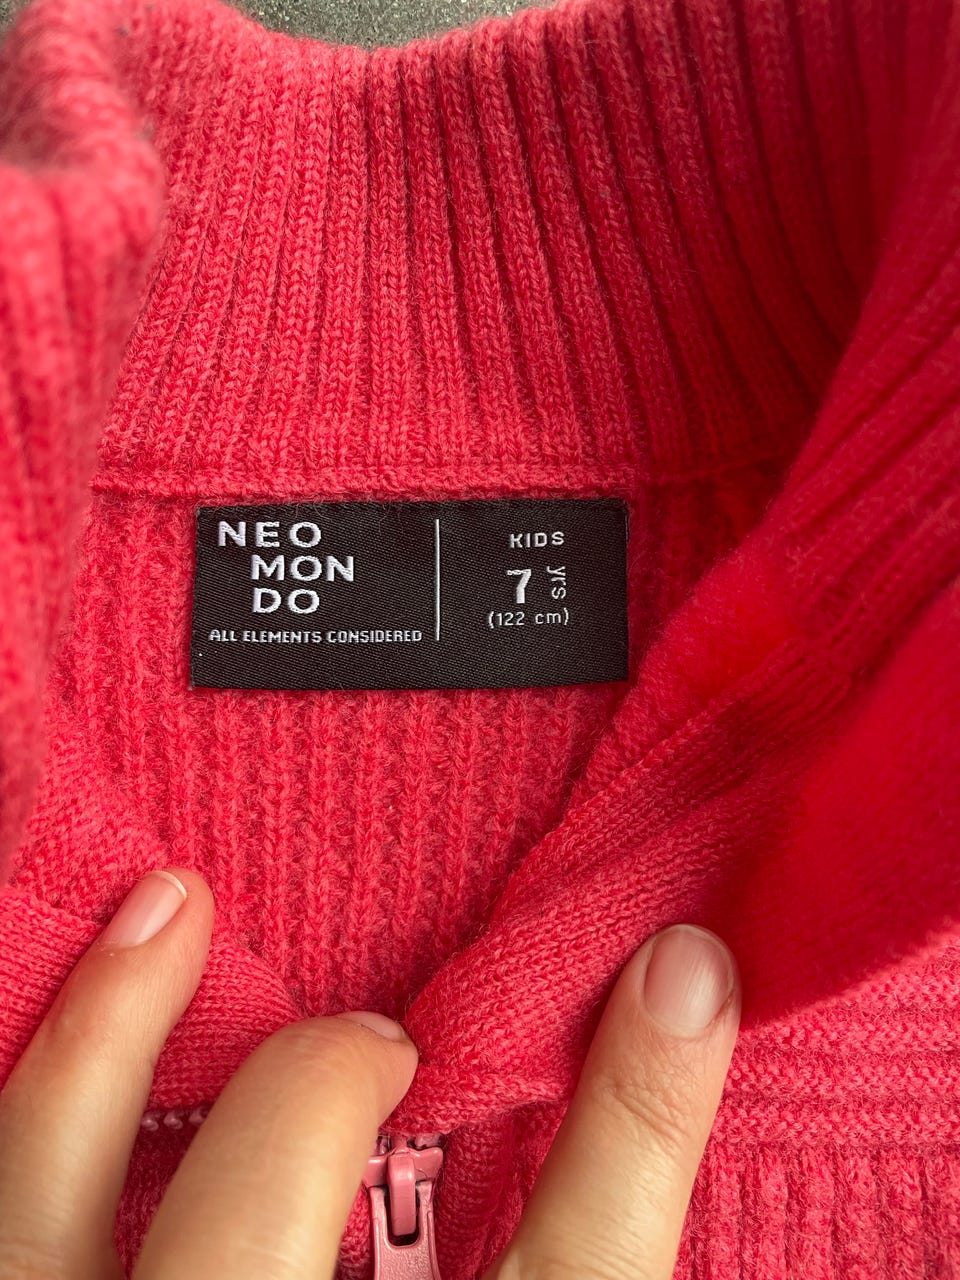 NEO
MON
DO
ALL ELEMENTS CONSIDERED
KIDS
7 yrs
(122 cm)